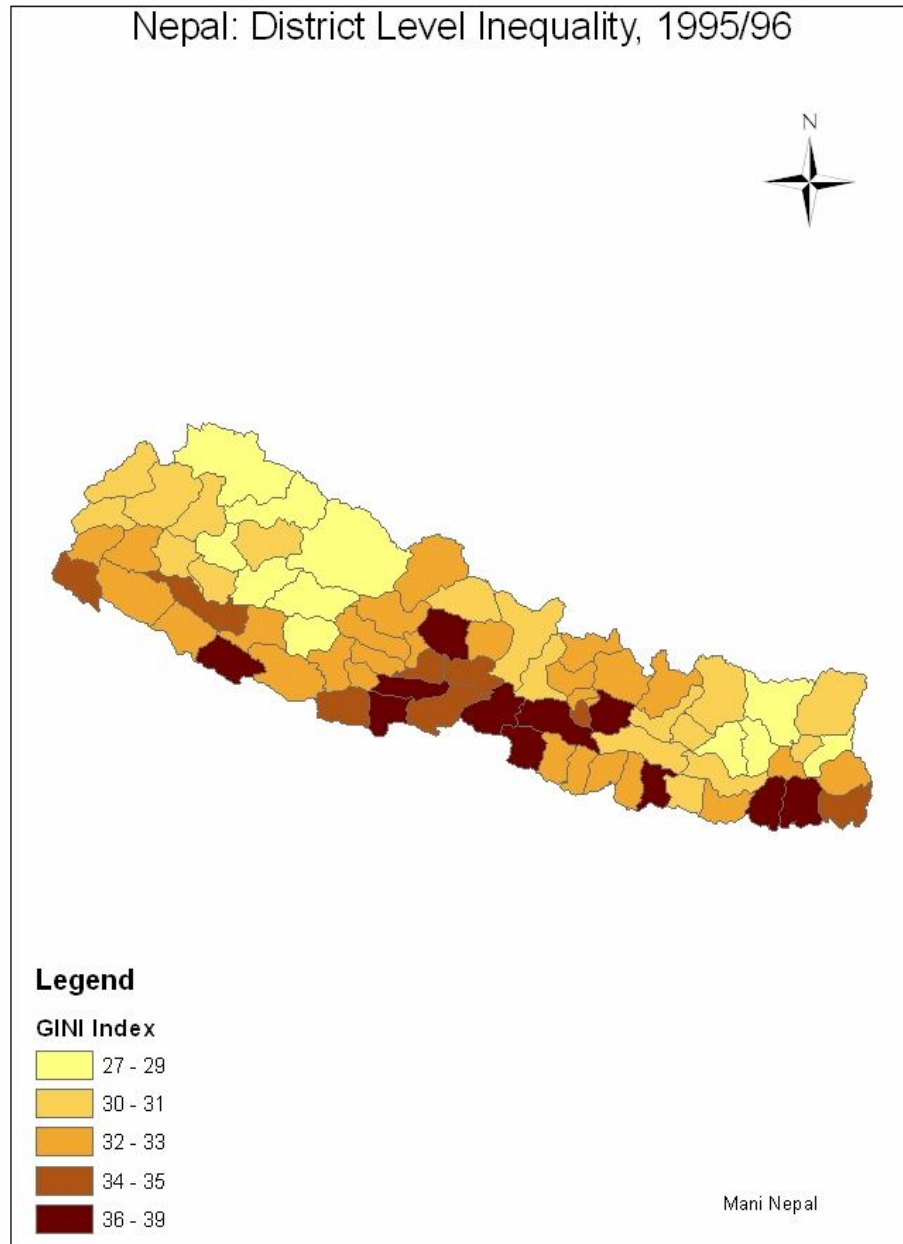 Nepal: District Level Inequality, 1995/96
N
Legend
GINI Index
27 - 29
30 - 31
32 - 33
34 - 35
36 - 39
Mani Nepal